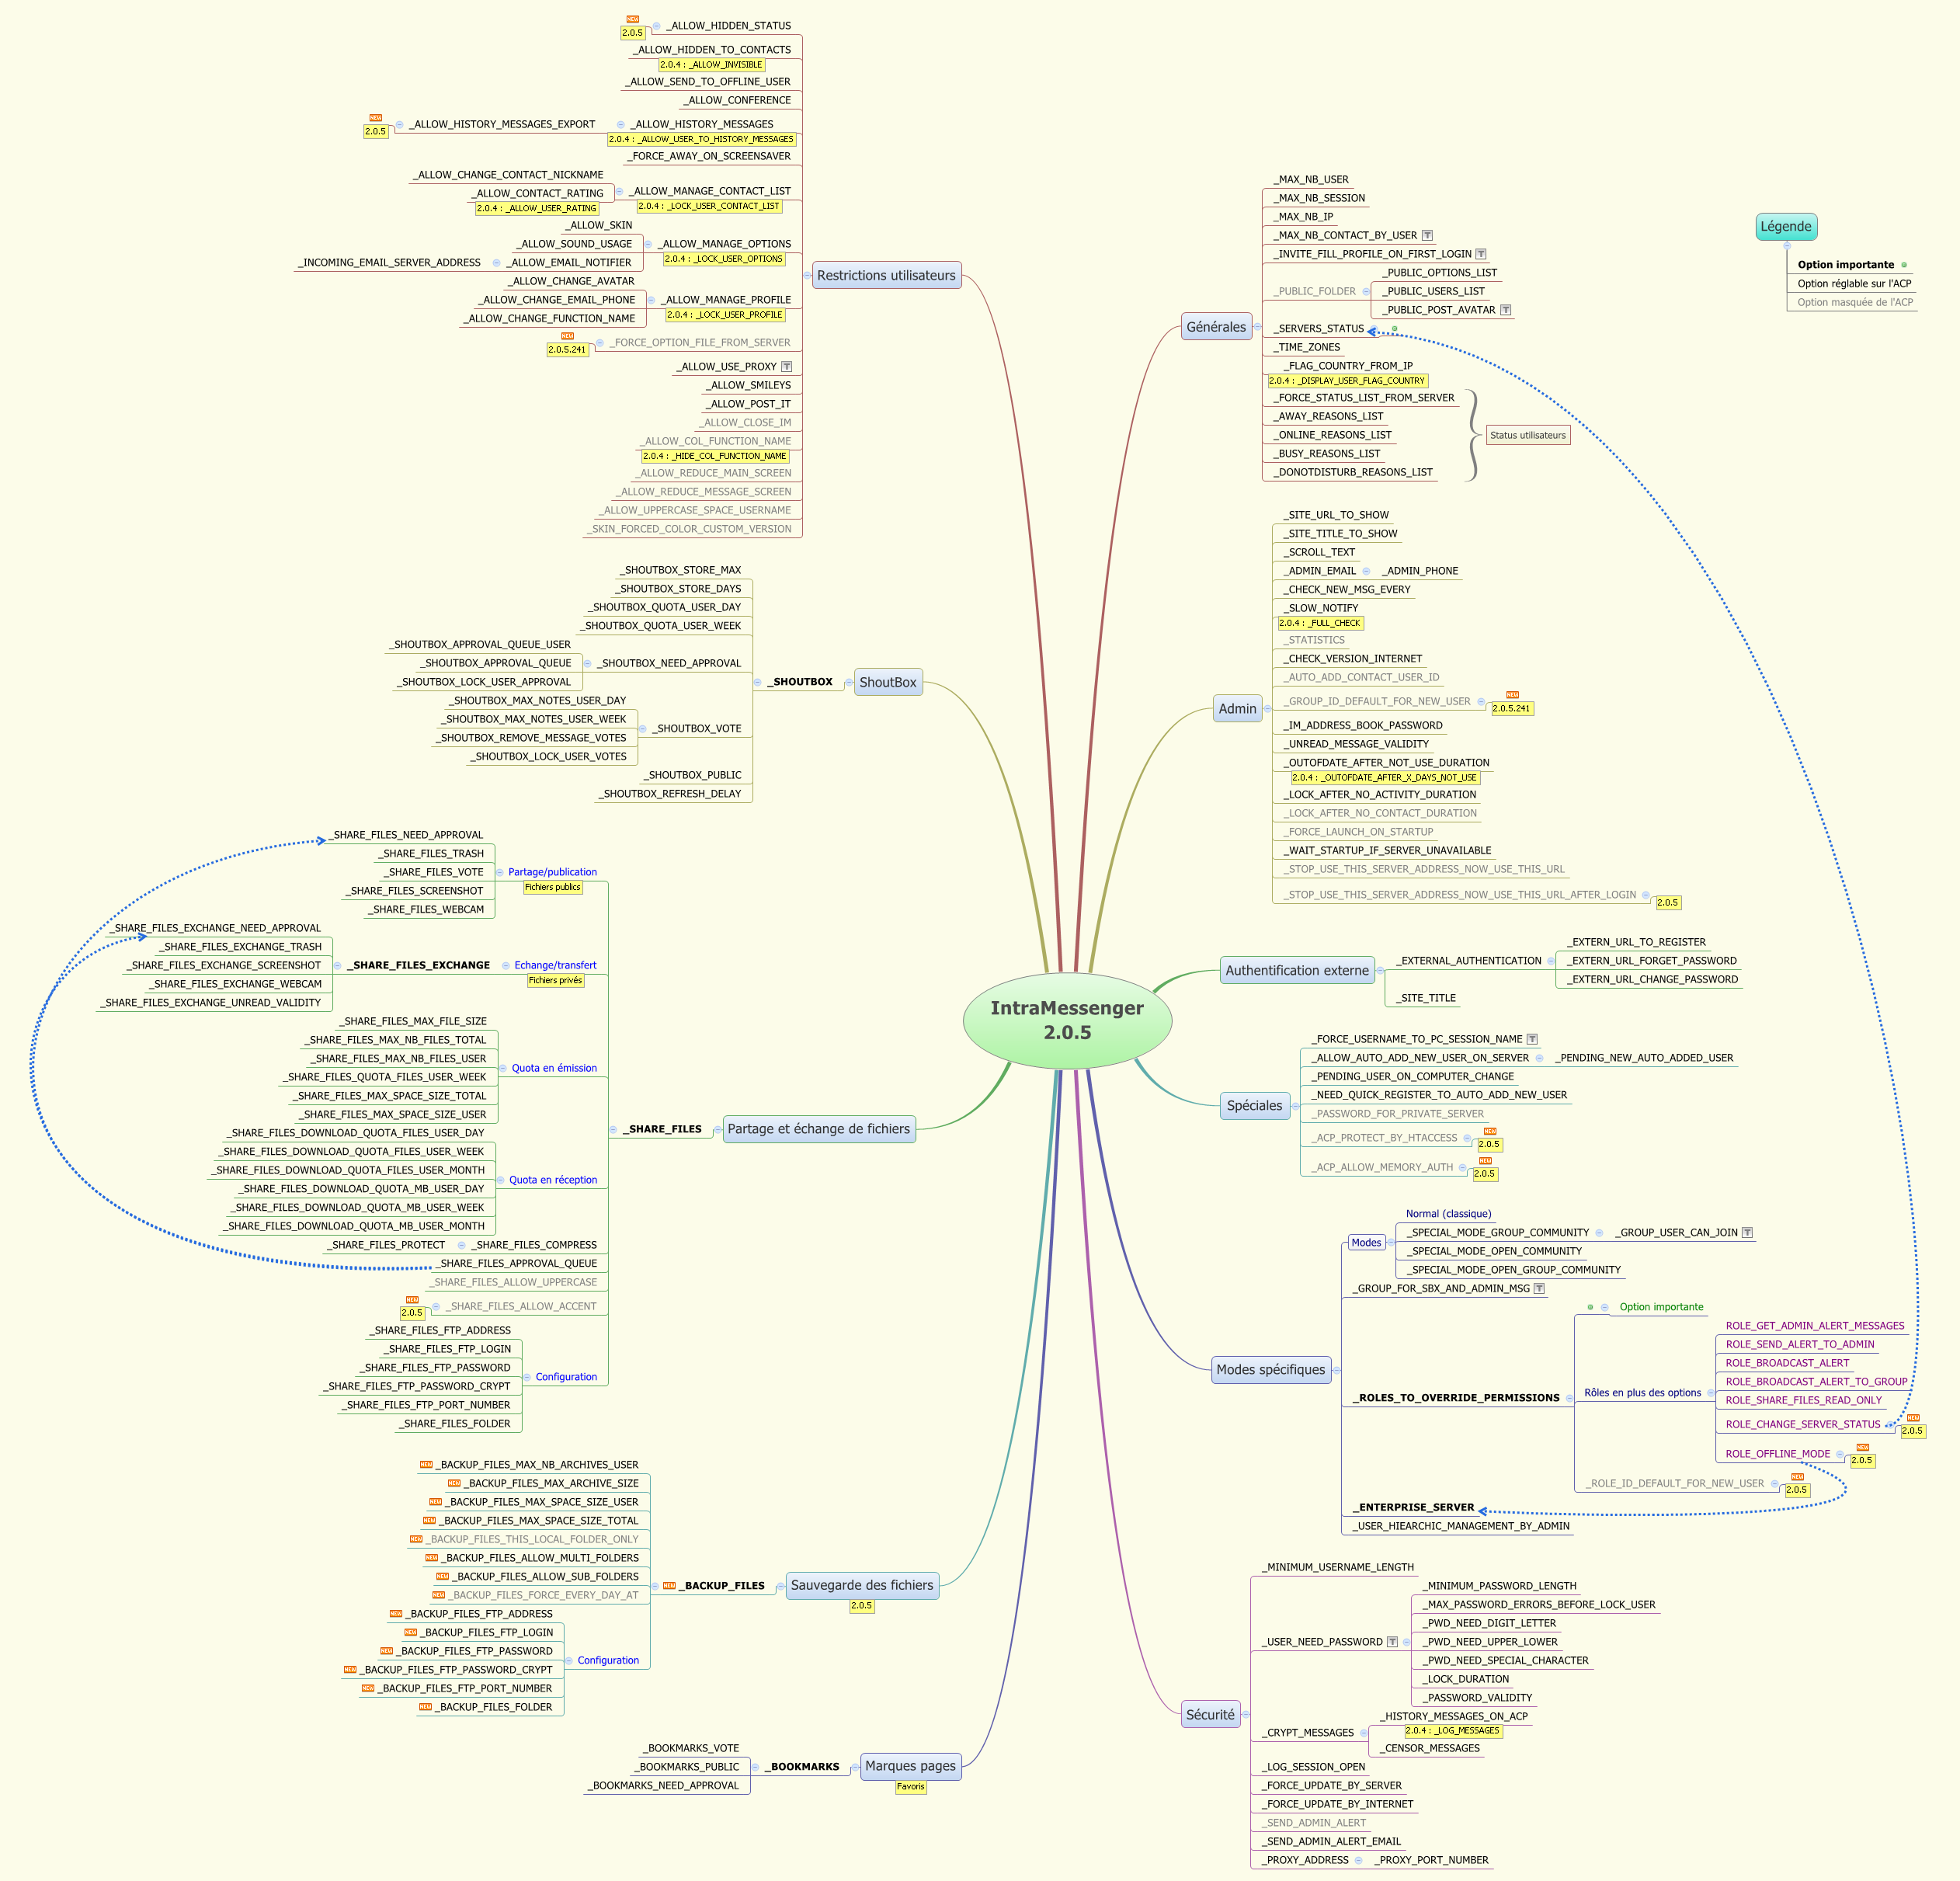 IntraMessenger
2.0.5
Restrictions utilisateurs
NEW
2.0.5
_ALLOW_HIDDEN_STATUS
_ALLOW_HIDDEN_TO_CONTACTS
2.0.4 : _ALLOW_INVISIBLE
_ALLOW_SEND_TO_OFFLINE_USER
_ALLOW_CONFERENCE
NEW
2.0.5
_ALLOW_HISTORY_MESSAGES_EXPORT
_ALLOW_HISTORY_MESSAGES
2.0.4 : _ALLOW_USER_TO_HISTORY_MESSAGES
_FORCE_AWAY_ON_SCREENSAVER
_ALLOW_CHANGE_CONTACT_NICKNAME
_ALLOW_CONTACT_RATING
2.0.4 : _ALLOW_USER_RATING
_ALLOW_MANAGE_CONTACT_LIST
2.0.4 : _LOCK_USER_CONTACT_LIST
_ALLOW_SKIN
_ALLOW_SOUND_USAGE
_INCOMING_EMAIL_SERVER_ADDRESS
_ALLOW_EMAIL_NOTIFIER
_ALLOW_MANAGE_OPTIONS
2.0.4 : _LOCK_USER_OPTIONS
_ALLOW_CHANGE_AVATAR
_ALLOW_CHANGE_EMAIL_PHONE
_ALLOW_CHANGE_FUNCTION_NAME
_ALLOW_MANAGE_PROFILE
2.0.4 : _LOCK_USER_PROFILE
NEW
2.0.5.241
_FORCE_OPTION_FILE_FROM_SERVER
_ALLOW_USE_PROXY
_ALLOW_SMILEYS
_ALLOW_POST_IT
_ALLOW_CLOSE_IM
_ALLOW_COL_FUNCTION_NAME
2.0.4 : _HIDE_COL_FUNCTION_NAME
_ALLOW_REDUCE_MAIN_SCREEN
_ALLOW_REDUCE_MESSAGE_SCREEN
_ALLOW_UPPERCASE_SPACE_USERNAME
_SKIN_FORCED_COLOR_CUSTOM_VERSION
ShoutBox
_SHOUTBOX
_SHOUTBOX_STORE_MAX
_SHOUTBOX_STORE_DAYS
_SHOUTBOX_QUOTA_USER_DAY
_SHOUTBOX_QUOTA_USER_WEEK
_SHOUTBOX_APPROVAL_QUEUE_USER
_SHOUTBOX_APPROVAL_QUEUE
_SHOUTBOX_LOCK_USER_APPROVAL
_SHOUTBOX_NEED_APPROVAL
_SHOUTBOX_MAX_NOTES_USER_DAY
_SHOUTBOX_MAX_NOTES_USER_WEEK
_SHOUTBOX_REMOVE_MESSAGE_VOTES
_SHOUTBOX_LOCK_USER_VOTES
_SHOUTBOX_VOTE
_SHOUTBOX_PUBLIC
_SHOUTBOX_REFRESH_DELAY
Partage et échange de fichiers
_SHARE_FILES
_SHARE_FILES_NEED_APPROVAL
_SHARE_FILES_TRASH
_SHARE_FILES_VOTE
_SHARE_FILES_SCREENSHOT
_SHARE_FILES_WEBCAM
Partage/publication
Fichiers publics
_SHARE_FILES_EXCHANGE_NEED_APPROVAL
_SHARE_FILES_EXCHANGE_TRASH
_SHARE_FILES_EXCHANGE_SCREENSHOT
_SHARE_FILES_EXCHANGE_WEBCAM
_SHARE_FILES_EXCHANGE_UNREAD_VALIDITY
_SHARE_FILES_EXCHANGE
Echange/transfert
Fichiers privés
_SHARE_FILES_MAX_FILE_SIZE
_SHARE_FILES_MAX_NB_FILES_TOTAL
_SHARE_FILES_MAX_NB_FILES_USER
_SHARE_FILES_QUOTA_FILES_USER_WEEK
_SHARE_FILES_MAX_SPACE_SIZE_TOTAL
_SHARE_FILES_MAX_SPACE_SIZE_USER
Quota en émission
_SHARE_FILES_DOWNLOAD_QUOTA_FILES_USER_DAY
_SHARE_FILES_DOWNLOAD_QUOTA_FILES_USER_WEEK
_SHARE_FILES_DOWNLOAD_QUOTA_FILES_USER_MONTH
_SHARE_FILES_DOWNLOAD_QUOTA_MB_USER_DAY
_SHARE_FILES_DOWNLOAD_QUOTA_MB_USER_WEEK
_SHARE_FILES_DOWNLOAD_QUOTA_MB_USER_MONTH
Quota en réception
_SHARE_FILES_PROTECT
_SHARE_FILES_COMPRESS
_SHARE_FILES_APPROVAL_QUEUE
_SHARE_FILES_ALLOW_UPPERCASE
NEW
2.0.5
_SHARE_FILES_ALLOW_ACCENT
_SHARE_FILES_FTP_ADDRESS
_SHARE_FILES_FTP_LOGIN
_SHARE_FILES_FTP_PASSWORD
_SHARE_FILES_FTP_PASSWORD_CRYPT
_SHARE_FILES_FTP_PORT_NUMBER
_SHARE_FILES_FOLDER
Configuration
Sauvegarde des fichiers
2.0.5
NEW _BACKUP_FILES
NEW _BACKUP_FILES_MAX_NB_ARCHIVES_USER
NEW _BACKUP_FILES_MAX_ARCHIVE_SIZE
NEW _BACKUP_FILES_MAX_SPACE_SIZE_USER
NEW _BACKUP_FILES_MAX_SPACE_SIZE_TOTAL
NEW _BACKUP_FILES_THIS_LOCAL_FOLDER_ONLY
NEW _BACKUP_FILES_ALLOW_MULTI_FOLDERS
NEW _BACKUP_FILES_ALLOW_SUB_FOLDERS
NEW _BACKUP_FILES_FORCE_EVERY_DAY_AT
NEW _BACKUP_FILES_FTP_ADDRESS
NEW _BACKUP_FILES_FTP_LOGIN
NEW _BACKUP_FILES_FTP_PASSWORD
NEW _BACKUP_FILES_FTP_PASSWORD_CRYPT
NEW _BACKUP_FILES_FTP_PORT_NUMBER
NEW _BACKUP_FILES_FOLDER
Configuration
Marques pages
Favoris
_BOOKMARKS
_BOOKMARKS_VOTE
_BOOKMARKS_PUBLIC
_BOOKMARKS_NEED_APPROVAL
Générales
_MAX_NB_USER
_MAX_NB_SESSION
_MAX_NB_IP
_MAX_NB_CONTACT_BY_USER
_INVITE_FILL_PROFILE_ON_FIRST_LOGIN
_PUBLIC_FOLDER
_PUBLIC_OPTIONS_LIST
_PUBLIC_USERS_LIST
_PUBLIC_POST_AVATAR
_SERVERS_STATUS
_TIME_ZONES
_FLAG_COUNTRY_FROM_IP
2.0.4 : _DISPLAY_USER_FLAG_COUNTRY
_FORCE_STATUS_LIST_FROM_SERVER
_AWAY_REASONS_LIST
_ONLINE_REASONS_LIST
_BUSY_REASONS_LIST
_DONOTDISTURB_REASONS_LIST
Status utilisateurs
Légende
Option importante
Option réglable sur l'ACP
Option masquée de l'ACP
Admin
_SITE_URL_TO_SHOW
_SITE_TITLE_TO_SHOW
_SCROLL_TEXT
_ADMIN_EMAIL
_ADMIN_PHONE
_CHECK_NEW_MSG_EVERY
_SLOW_NOTIFY
2.0.4 : _FULL_CHECK
_STATISTICS
_CHECK_VERSION_INTERNET
_AUTO_ADD_CONTACT_USER_ID
_GROUP_ID_DEFAULT_FOR_NEW_USER
NEW
2.0.5.241
_IM_ADDRESS_BOOK_PASSWORD
_UNREAD_MESSAGE_VALIDITY
_OUTOFDATE_AFTER_NOT_USE_DURATION
2.0.4 : _OUTOFDATE_AFTER_X_DAYS_NOT_USE
_LOCK_AFTER_NO_ACTIVITY_DURATION
_LOCK_AFTER_NO_CONTACT_DURATION
_FORCE_LAUNCH_ON_STARTUP
_WAIT_STARTUP_IF_SERVER_UNAVAILABLE
_STOP_USE_THIS_SERVER_ADDRESS_NOW_USE_THIS_URL
_STOP_USE_THIS_SERVER_ADDRESS_NOW_USE_THIS_URL_AFTER_LOGIN
2.0.5
Authentification externe
_EXTERNAL_AUTHENTICATION
_EXTERN_URL_TO_REGISTER
_EXTERN_URL_FORGET_PASSWORD
_EXTERN_URL_CHANGE_PASSWORD
_SITE_TITLE
Spéciales
_FORCE_USERNAME_TO_PC_SESSION_NAME
_ALLOW_AUTO_ADD_NEW_USER_ON_SERVER
_PENDING_NEW_AUTO_ADDED_USER
_PENDING_USER_ON_COMPUTER_CHANGE
_NEED_QUICK_REGISTER_TO_AUTO_ADD_NEW_USER
_PASSWORD_FOR_PRIVATE_SERVER
_ACP_PROTECT_BY_HTACCESS
NEW
2.0.5
_ACP_ALLOW_MEMORY_AUTH
NEW
2.0.5
Modes spécifiques
Modes
Normal (classique)
_SPECIAL_MODE_GROUP_COMMUNITY
_GROUP_USER_CAN_JOIN
_SPECIAL_MODE_OPEN_COMMUNITY
_SPECIAL_MODE_OPEN_GROUP_COMMUNITY
_GROUP_FOR_SBX_AND_ADMIN_MSG
_ROLES_TO_OVERRIDE_PERMISSIONS
Option importante
Rôles en plus des options
ROLE_GET_ADMIN_ALERT_MESSAGES
ROLE_SEND_ALERT_TO_ADMIN
ROLE_BROADCAST_ALERT
ROLE_BROADCAST_ALERT_TO_GROUP
ROLE_SHARE_FILES_READ_ONLY
ROLE_CHANGE_SERVER_STATUS
NEW
2.0.5
ROLE_OFFLINE_MODE
NEW
2.0.5
_ROLE_ID_DEFAULT_FOR_NEW_USER
NEW
2.0.5
_ENTERPRISE_SERVER
_USER_HIEARCHIC_MANAGEMENT_BY_ADMIN
Sécurité
_MINIMUM_USERNAME_LENGTH
_USER_NEED_PASSWORD
_MINIMUM_PASSWORD_LENGTH
_MAX_PASSWORD_ERRORS_BEFORE_LOCK_USER
_PWD_NEED_DIGIT_LETTER
_PWD_NEED_UPPER_LOWER
_PWD_NEED_SPECIAL_CHARACTER
_LOCK_DURATION
_PASSWORD_VALIDITY
_CRYPT_MESSAGES
_HISTORY_MESSAGES_ON_ACP
2.0.4 : _LOG_MESSAGES
_CENSOR_MESSAGES
_LOG_SESSION_OPEN
_FORCE_UPDATE_BY_SERVER
_FORCE_UPDATE_BY_INTERNET
_SEND_ADMIN_ALERT
_SEND_ADMIN_ALERT_EMAIL
_PROXY_ADDRESS
_PROXY_PORT_NUMBER